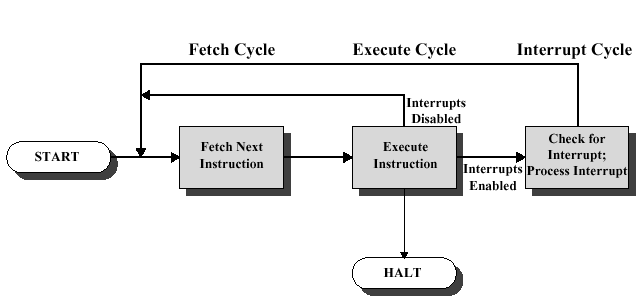 Fetch Cycle
Execute Cycle
Interrupt Cycle
Interrupts
Disabled
START
Fetch Next
Instruction
Execute
Instruction
Interrupts
Enabled
Check for
Interrupt;
Process Interrupt
HALT